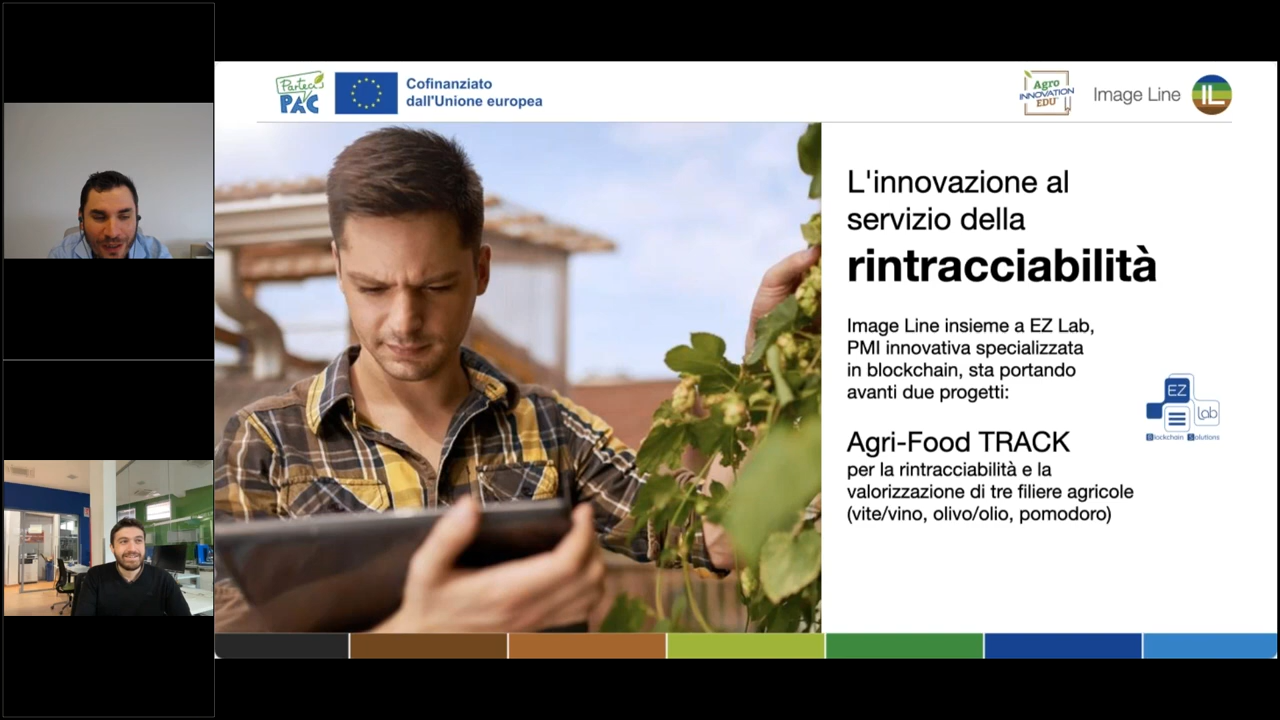 Parteci
PAC
Cofinanziato
dall'Unione europea
Agro
INNOVATION
EDU
Image Line
IL
L'innovazione al
servizio della
rintracciabilità
Image Line insieme a EZ Lab,
PMI innovativa specializzata
in blockchain, sta portando
avanti due progetti:
EZ
lab
Blockchain Solutions
Agri-Food TRACK
per la rintracciabilità e la
valorizzazione di tre filiere agricole
(vite/vino, olivo/olio, pomodoro)